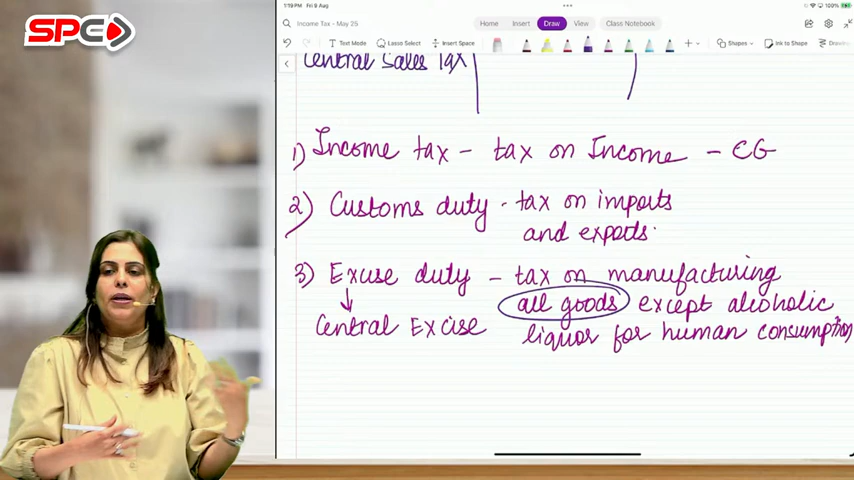 1:19 PM Fri 9 Aug
100%
SPC
Income Tax - May 25
Home Insert Draw View Class Notebook
Text Mode Lasso Select Insert Space Shapes Ink to Shape Drawing
Central Sales Tax
1) Income tax - tax on Income - CG
2) Customs duty - tax on imports
and exports.
3) Excise duty - tax on manufacturing
all goods except alcoholic
Central Excise liquor for human consumption